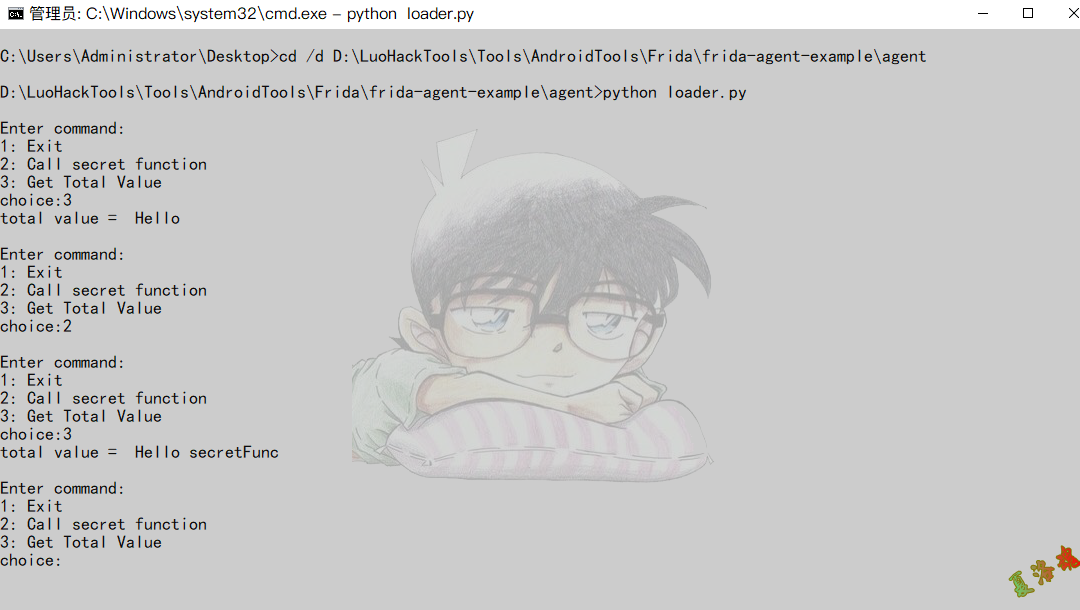 管理员: C:\Windows\system32\cmd.exe - python  loader.py
C:\Users\Administrator\Desktop>cd /d D:\LuoHackTools\Tools\AndroidTools\Frida\frida-agent-example\agent
D:\LuoHackTools\Tools\AndroidTools\Frida\frida-agent-example\agent>python loader.py
Enter command:
1: Exit
2: Call secret function
3: Get Total Value
choice:3
total value =  Hello
Enter command:
1: Exit
2: Call secret function
3: Get Total Value
choice:2
Enter command:
1: Exit
2: Call secret function
3: Get Total Value
choice:3
total value =  Hello secretFunc
Enter command:
1: Exit
2: Call secret function
3: Get Total Value
choice: